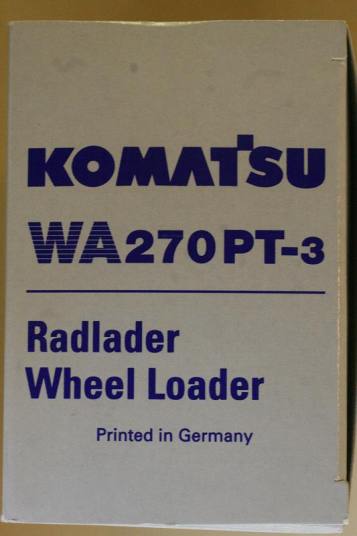 KOMATSU
WA270PT-3
Radlader
Wheel Loader
Printed in Germany